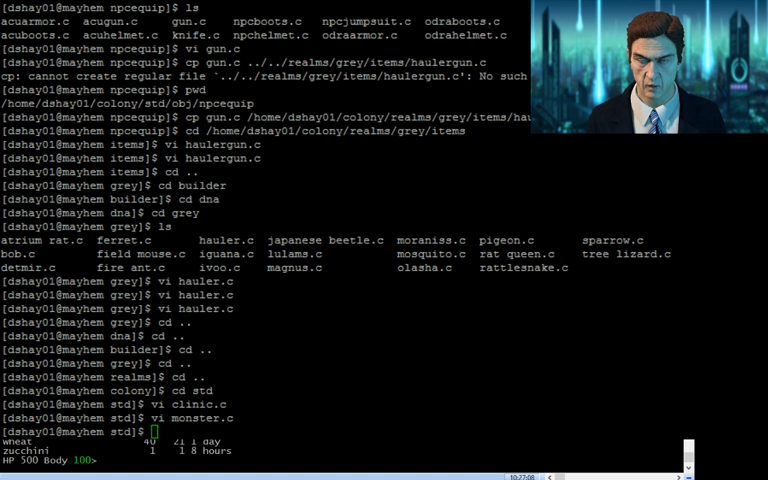 [dshay01@mayhem npcequip]$ ls
acuarmor.c acugun.c gun.c npcboots.c npcjumpsuit.c odraboots.c
acuboots.c acuhelmet.c knife.c npchelmet.c odraarmor.c odrahelmet.c
[dshay01@mayhem npcequip]$ vi gun.c
[dshay01@mayhem npcequip]$ cp gun.c ../../realms/grey/items/haulergun.c
cp: cannot create regular file `../../realms/grey/items/haulergun.c': No such
[dshay01@mayhem npcequip]$ pwd
/home/dshay01/colony/std/obj/npcequip
[dshay01@mayhem npcequip]$ cp gun.c /home/dshay01/colony/realms/grey/items/hau
[dshay01@mayhem npcequip]$ cd /home/dshay01/colony/realms/grey/items
[dshay01@mayhem items]$ vi haulergun.c
[dshay01@mayhem items]$ vi haulergun.c
[dshay01@mayhem items]$ cd ..
[dshay01@mayhem grey]$ cd builder
[dshay01@mayhem builder]$ cd dna
[dshay01@mayhem dna]$ cd grey
[dshay01@mayhem grey]$ ls
atrium rat.c ferret.c hauler.c japanese beetle.c moraniss.c pigeon.c sparrow.c
bob.c field mouse.c iguana.c lulams.c mosquito.c rat queen.c tree lizard.c
detmir.c fire ant.c ivoo.c magnus.c olasha.c rattlesnake.c
[dshay01@mayhem grey]$ vi hauler.c
[dshay01@mayhem grey]$ vi hauler.c
[dshay01@mayhem grey]$ vi hauler.c
[dshay01@mayhem grey]$ cd ..
[dshay01@mayhem dna]$ cd ..
[dshay01@mayhem builder]$ cd ..
[dshay01@mayhem grey]$ cd ..
[dshay01@mayhem realms]$ cd ..
[dshay01@mayhem colony]$ cd std
[dshay01@mayhem std]$ vi clinic.c
[dshay01@mayhem std]$ vi monster.c
[dshay01@mayhem std]$
wheat 40 21 1 day
zucchini 1 1 8 hours
HP 500 Body 100>
10:27:08